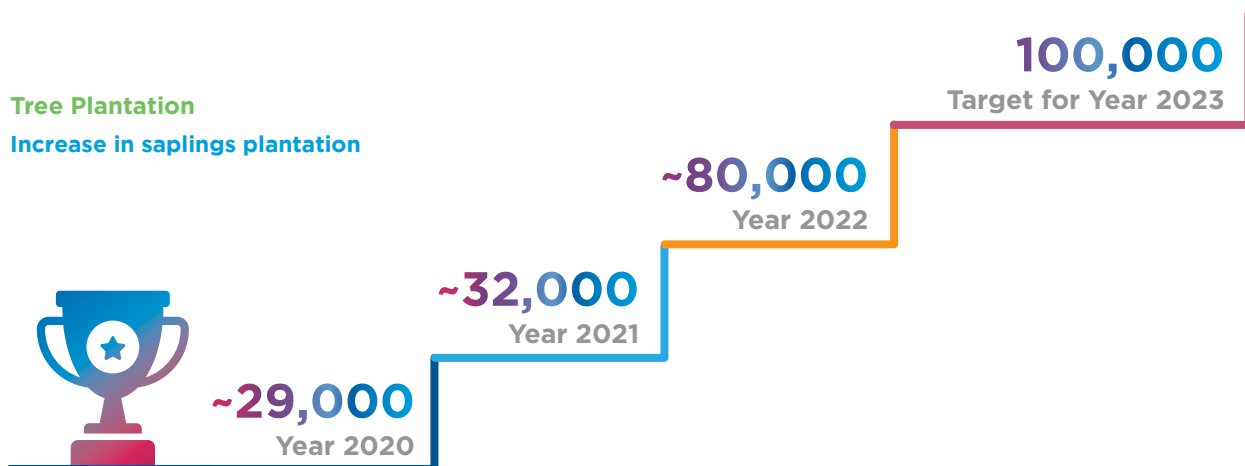 Tree Plantation
Increase in saplings plantation
100,000
Target for Year 2023
~80,000
Year 2022
~32,000
Year 2021
~29,000
Year 2020